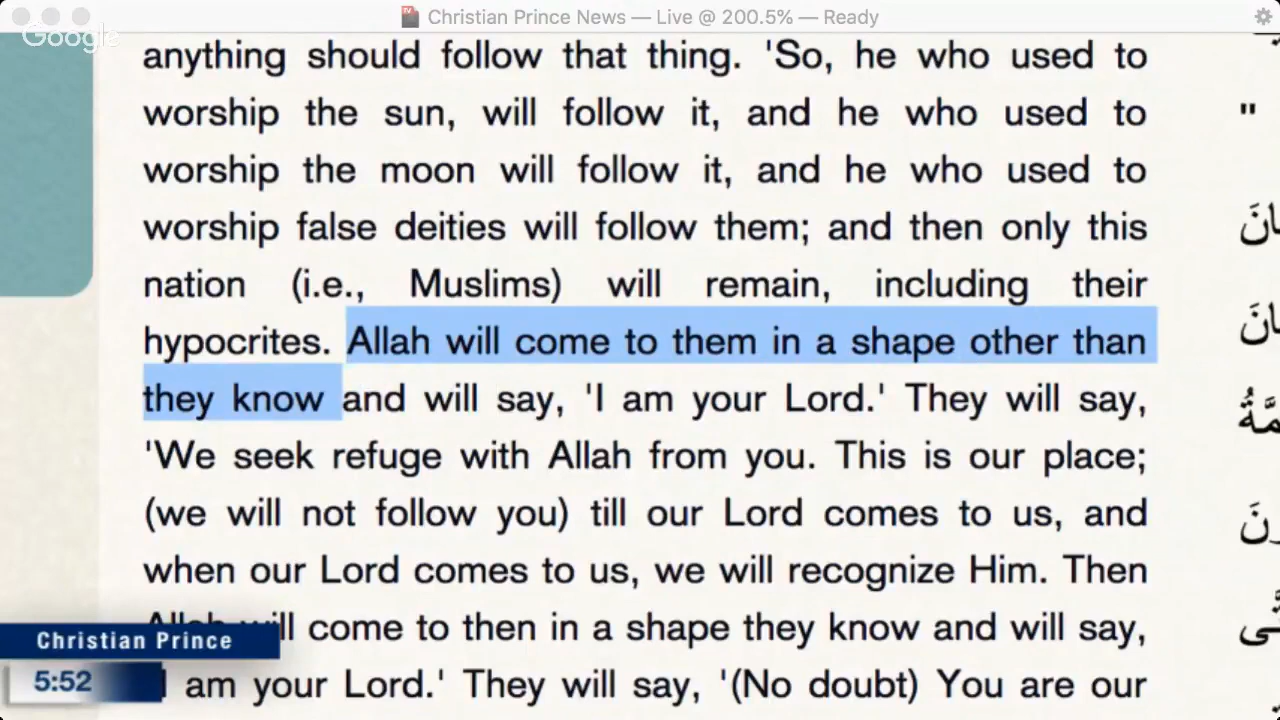 Christian Prince News — Live @ 200.5% — Ready
Google
anything should follow that thing. 'So, he who used to
worship the sun, will follow it, and he who used to
worship the moon will follow it, and he who used to
worship false deities will follow them; and then only this
nation (i.e., Muslims) will remain, including their
hypocrites. Allah will come to them in a shape other than
they know and will say, 'I am your Lord.' They will say,
'We seek refuge with Allah from you. This is our place;
(we will not follow you) till our Lord comes to us, and
when our Lord comes to us, we will recognize Him. Then
Allah will come to then in a shape they know and will say,
I am your Lord.' They will say, '(No doubt) You are our
Christian Prince
5:52
"